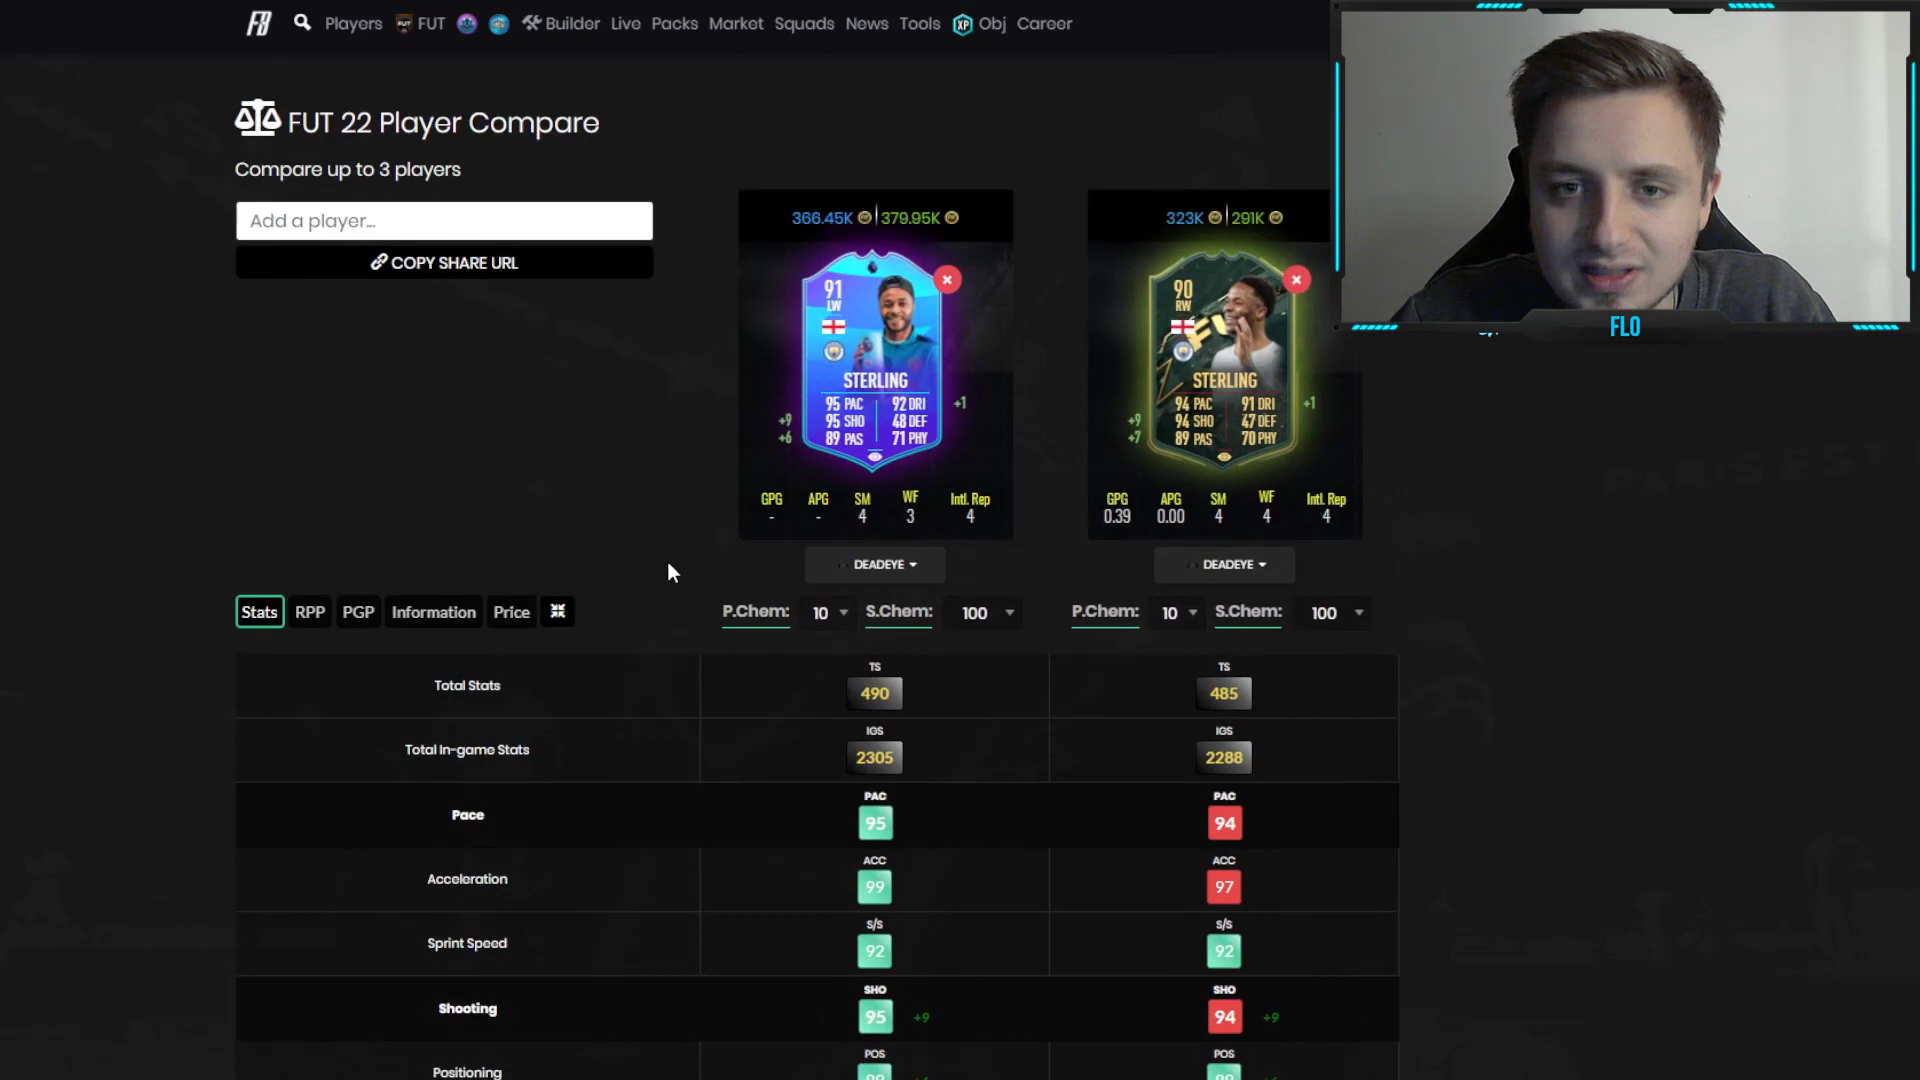 Players FUT Builder Live Packs Market Squads News Tools XP Obj Career
FUT 22 Player Compare
Compare up to 3 players
Add a player...
COPY SHARE URL
366.45K 379.95K
91
LW
STERLING
95 PAC 92 DRI +1
+9 95 SHO 48 DEF
+6 89 PAS 71 PHY
GPG APG SM WF Intl. Rep
- - 4 3 4
DEADEYE
323K 291K
90
RW
STERLING
94 PAC 91 DRI +1
+9 94 SHO 47 DEF
+7 89 PAS 70 PHY
GPG APG SM WF Intl. Rep
0.39 0.00 4 4 4
DEADEYE
FLO
Stats RPP PGP Information Price
P.Chem: 10 S.Chem: 100
P.Chem: 10 S.Chem: 100
TS TS
Total Stats 490 485
IGS IGS
Total In-game Stats 2305 2288
PAC PAC
Pace 95 94
ACC ACC
Acceleration 99 97
S/S S/S
Sprint Speed 92 92
SHO SHO
Shooting 95 +9 94 +9
POS POS
Positioning